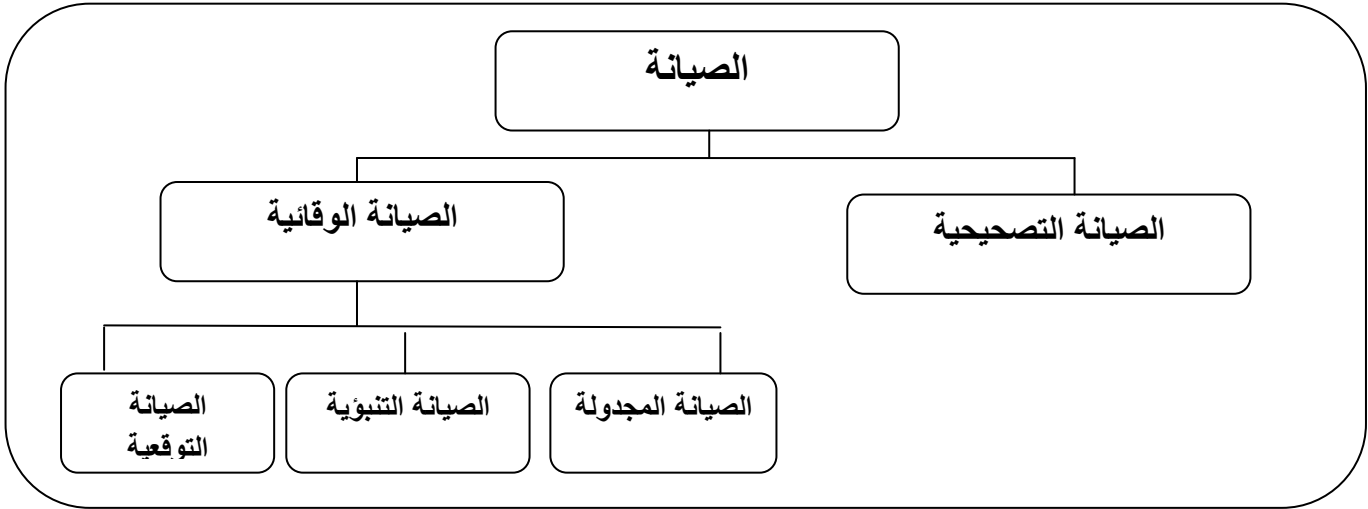 الصيانة
الصيانة التصحيحية
الصيانة الوقائية
الصيانة المجدولة
الصيانة التنبؤية
الصيانة
التوقعية